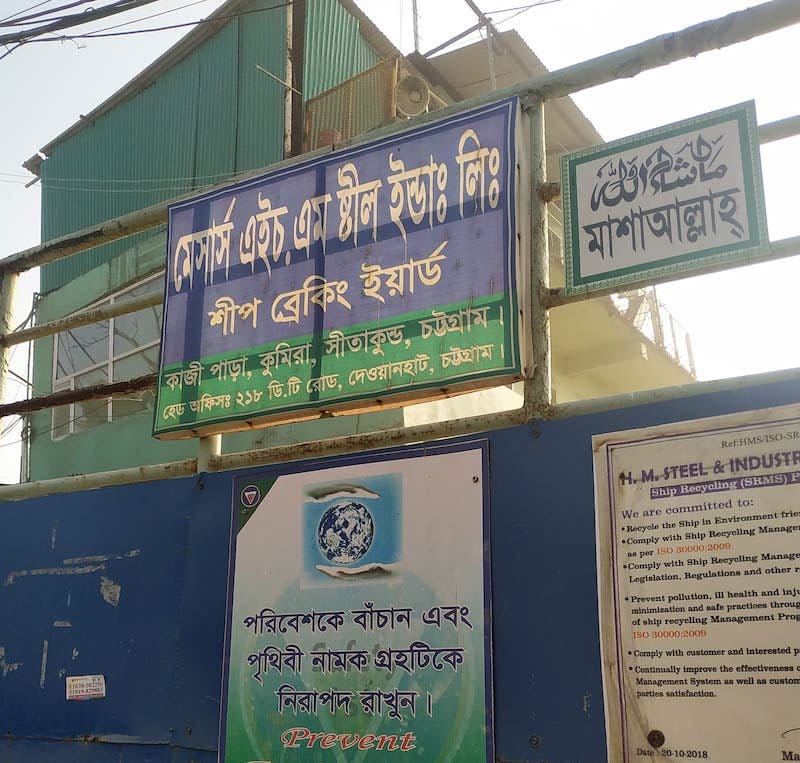 মেসার্স এইচ.এম ষ্টীল ইন্ডাঃ লিঃ
শীপ ব্রেকিং ইয়ার্ড
কাজী পাড়া, কুমিরা, সীতাকুন্ড, চট্টগ্রাম।
হেড অফিসঃ ২১৮ ডি.টি রোড, দেওয়ানহাট, চট্টগ্রাম।
ماشاء الله
মাশাআল্লাহ্
পরিবেশকে বাঁচান এবং
পৃথিবী নামক গ্রহটিকে
নিরাপদ রাখুন।
Prevent
Ref:HMS/ISO-SR
H. M. STEEL & INDUSTR
Ship Recycling (SRMS) P
We are committed to:
• Recycle the Ship in Environment frie
• Comply with Ship Recycling Manage
as per ISO 30000:2009.
• Comply with Ship Recycling Manage
Legislation, Regulations and other r
• Prevent pollution, ill health and inju
minimization and safe practices throug
of ship recycling Management Prog
ISO 30000:2009
• Comply with customer and interested p
• Continually improve the effectiveness o
Management System as well as custom
parties satisfaction.
Date : 20-10-2018
Ma